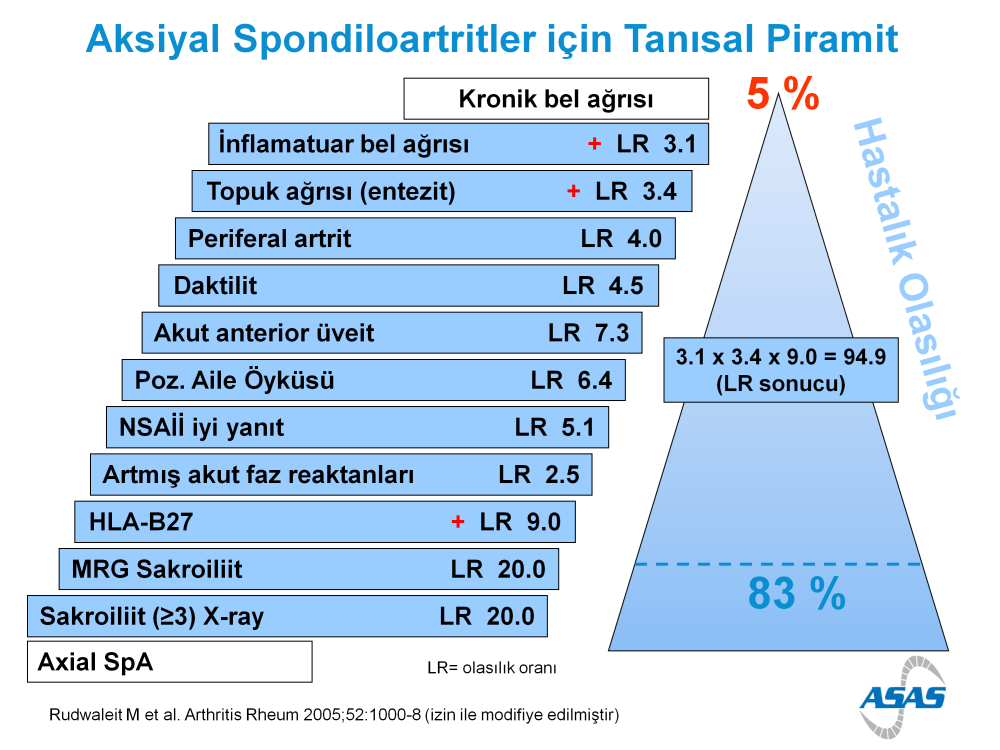 Aksiyal Spondiloartritler için Tanısal Piramit
Kronik bel ağrısı
5 %
İnflamatuar bel ağrısı + LR 3.1
Topuk ağrısı (entezit) + LR 3.4
Periferal artrit LR 4.0
Daktilit LR 4.5
Akut anterior üveit LR 7.3
Poz. Aile Öyküsü LR 6.4
NSAİİ iyi yanıt LR 5.1
Artmış akut faz reaktanları LR 2.5
HLA-B27 + LR 9.0
MRG Sakroiliit LR 20.0
Sakroiliit (≥3) X-ray LR 20.0
Axial SpA
LR= olasılık oranı
Hastalık Olasılığı
3.1 x 3.4 x 9.0 = 94.9
(LR sonucu)
83 %
ASAS
Rudwaleit M et al. Arthritis Rheum 2005;52:1000-8 (izin ile modifiye edilmiştir)